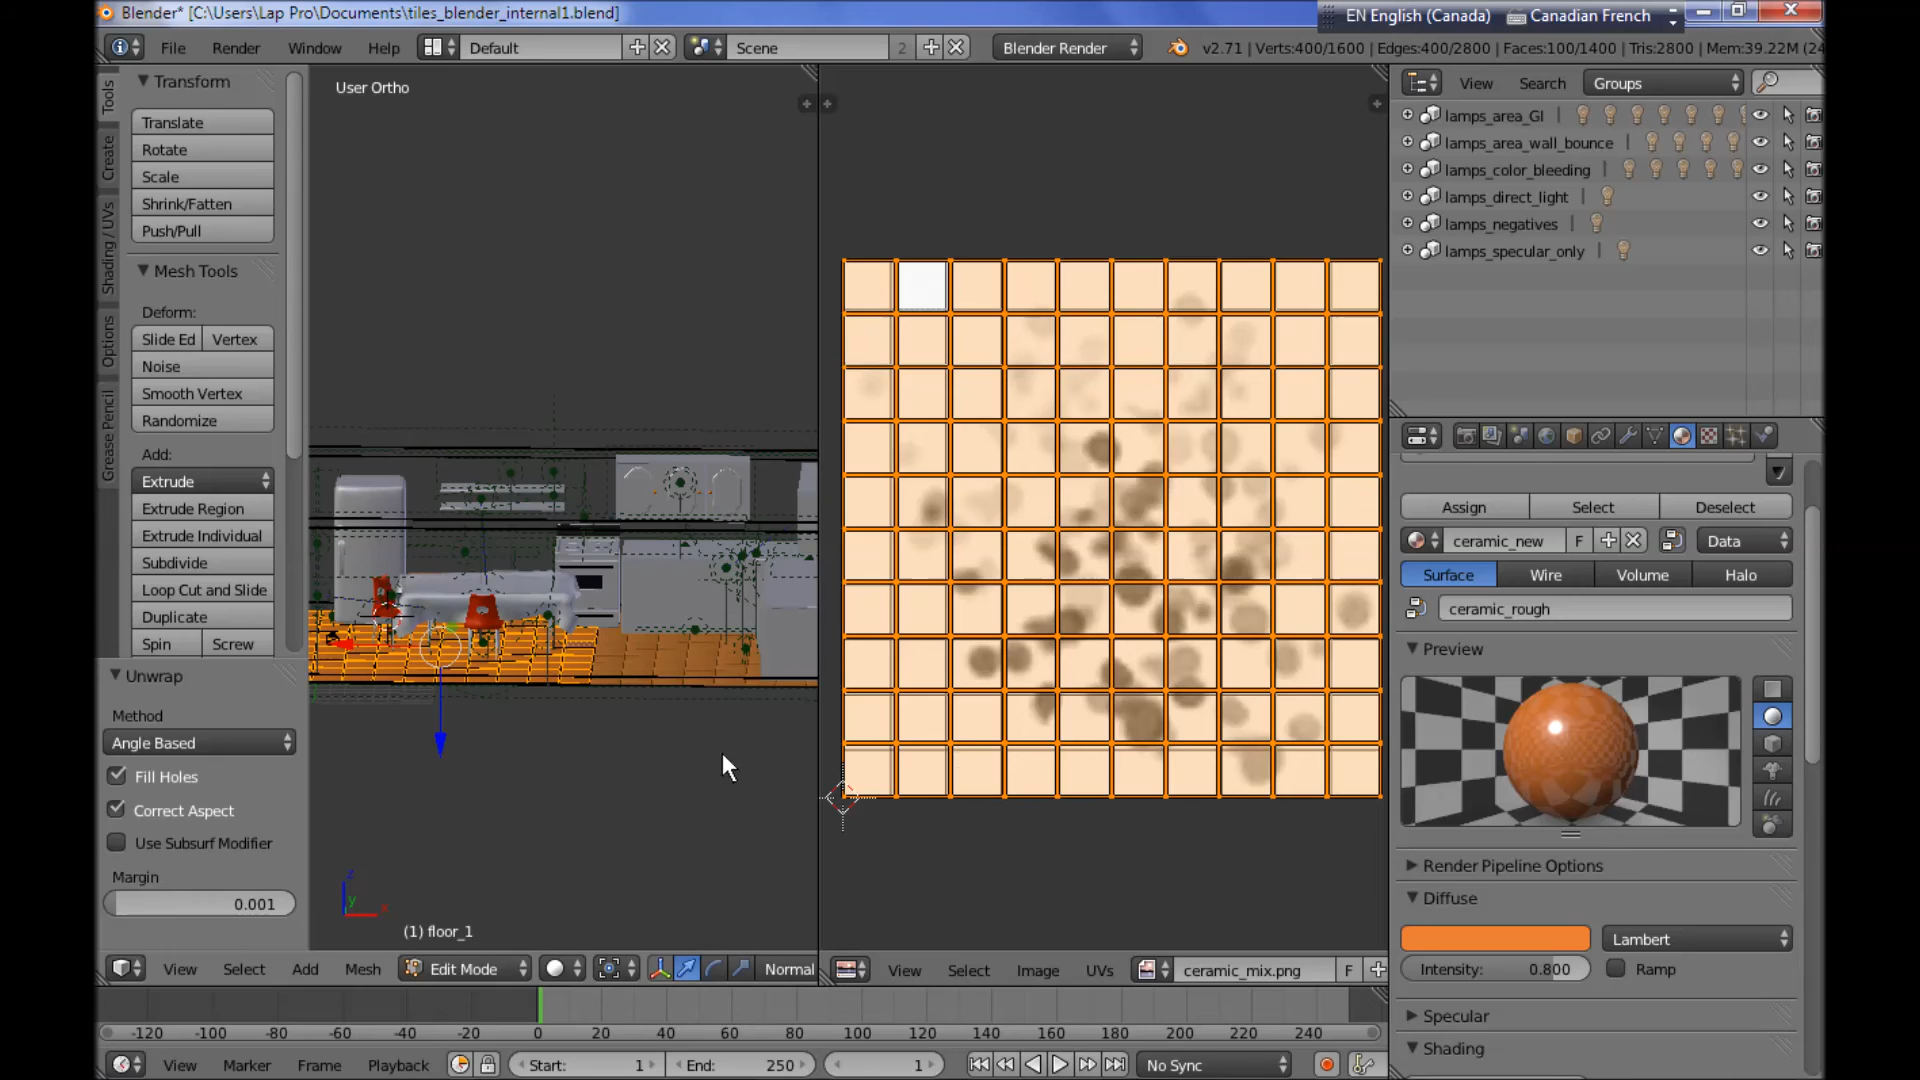 Blender* [C:\Users\Lap Pro\Documents\tiles_blender_internal1.blend]
EN English (Canada) Canadian French
File Render Window Help Default Scene 2 Blender Render v2.71 | Verts:400/1600 | Edges:400/2800 | Faces:100/1400 | Tris:2800 | Mem:39.22M (24
Tools
Create
Shading / UVs
Options
Grease Pencil
Transform
Translate
Rotate
Scale
Shrink/Fatten
Push/Pull
Mesh Tools
Deform:
Slide Ed Vertex
Noise
Smooth Vertex
Randomize
Add:
Extrude
Extrude Region
Extrude Individual
Subdivide
Loop Cut and Slide
Duplicate
Spin Screw
Unwrap
Method
Angle Based
Fill Holes
Correct Aspect
Use Subsurf Modifier
Margin
0.001
User Ortho
z
y
x
(1) floor_1
View Select Add Mesh Edit Mode Normal
View Select Image UVs ceramic_mix.png F
View Search Groups
lamps_area_GI
lamps_area_wall_bounce
lamps_color_bleeding
lamps_direct_light
lamps_negatives
lamps_specular_only
Assign Select Deselect
ceramic_new F Data
Surface Wire Volume Halo
ceramic_rough
Preview
Render Pipeline Options
Diffuse
Lambert
Intensity: 0.800 Ramp
Specular
Shading
-120 -100 -80 -60 -40 -20 0 20 40 60 80 100 120 140 160 180 200 220 240
View Marker Frame Playback Start: 1 End: 250 1 No Sync